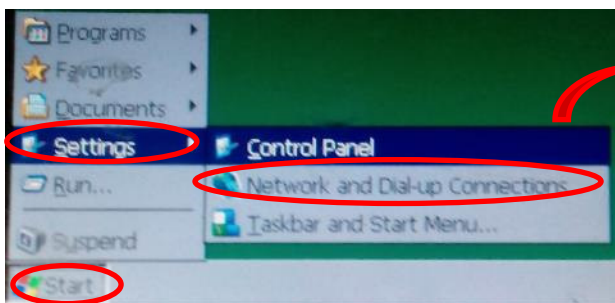 Programs
Favorites
Documents
Settings
Control Panel
Run...
Network and Dial-up Connections
Taskbar and Start Menu...
Suspend
Start